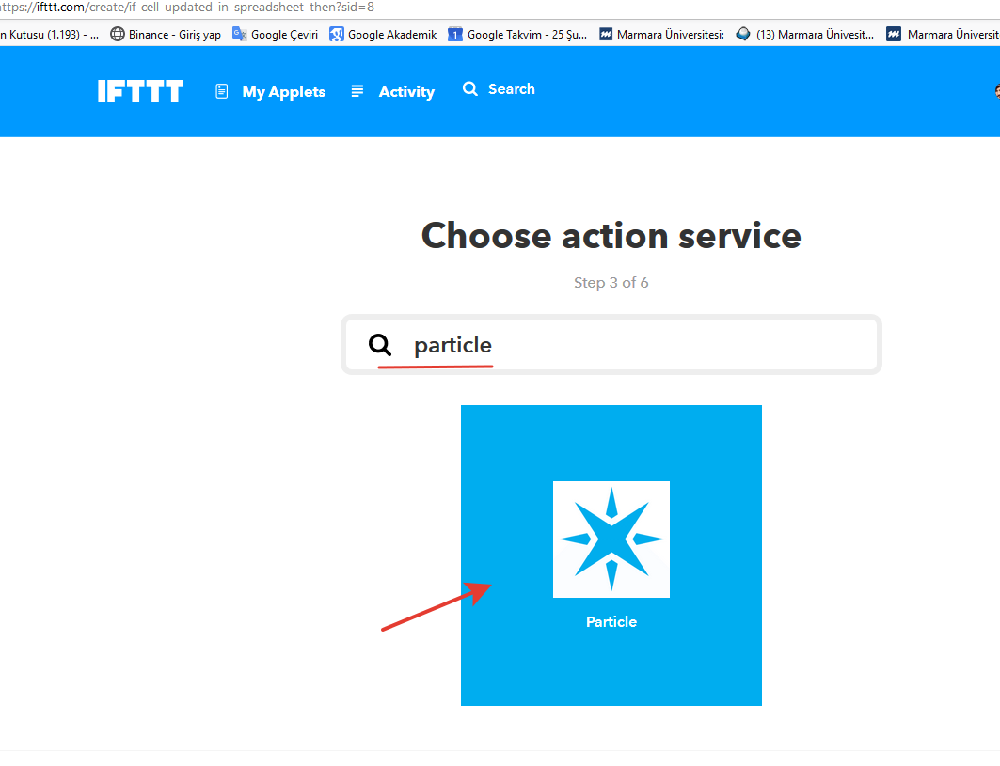 https://ifttt.com/create/if-cell-updated-in-spreadsheet-then?sid=8
n Kutusu (1.193) - ... Binance - Giriş yap Google Çeviri Google Akademik 1 Google Takvim - 25 Şu... Marmara Üniversitesi: (13) Marmara Ünivesit... Marmara Üniversit
IFTTT My Applets Activity Search
Choose action service
Step 3 of 6
particle
Particle